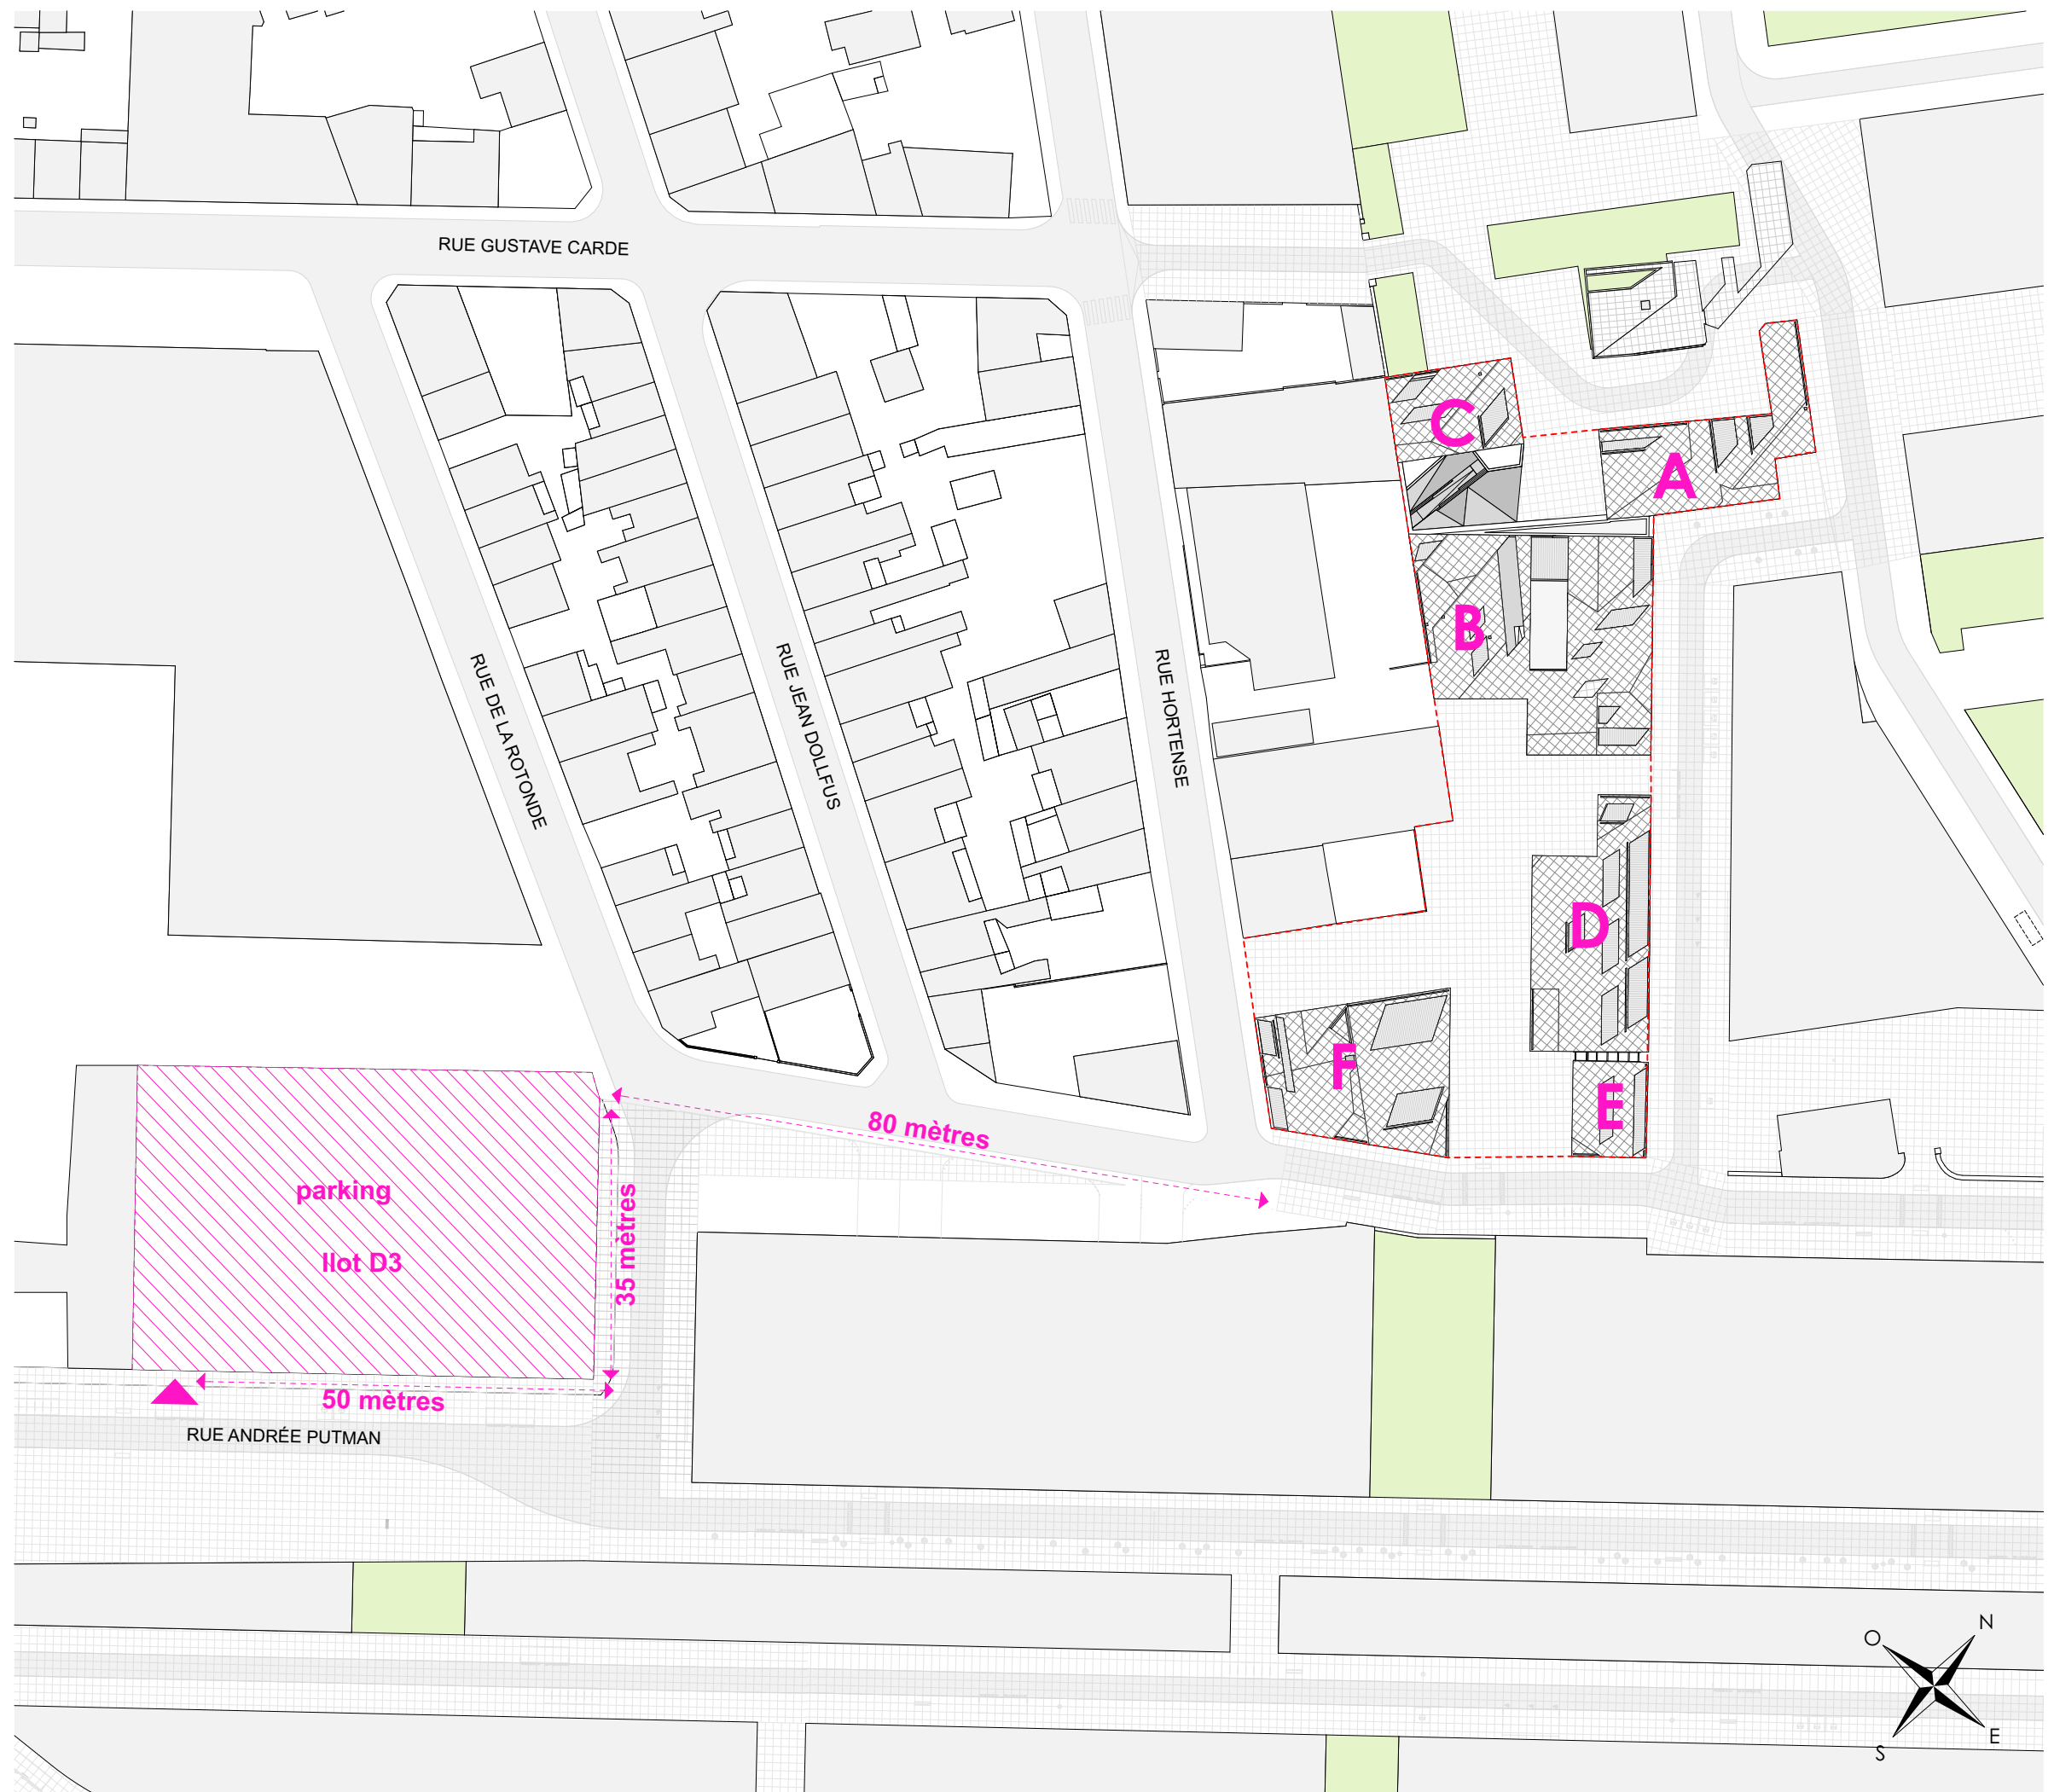 RUE GUSTAVE CARDE
C
A
B
RUE DE LA ROTONDE
RUE JEAN DOLLFUS
RUE HORTENSE
D
F
E
80 mètres
parking
Ilot D3
35 mètres
50 mètres
RUE ANDRÉE PUTMAN
N
O
E
S